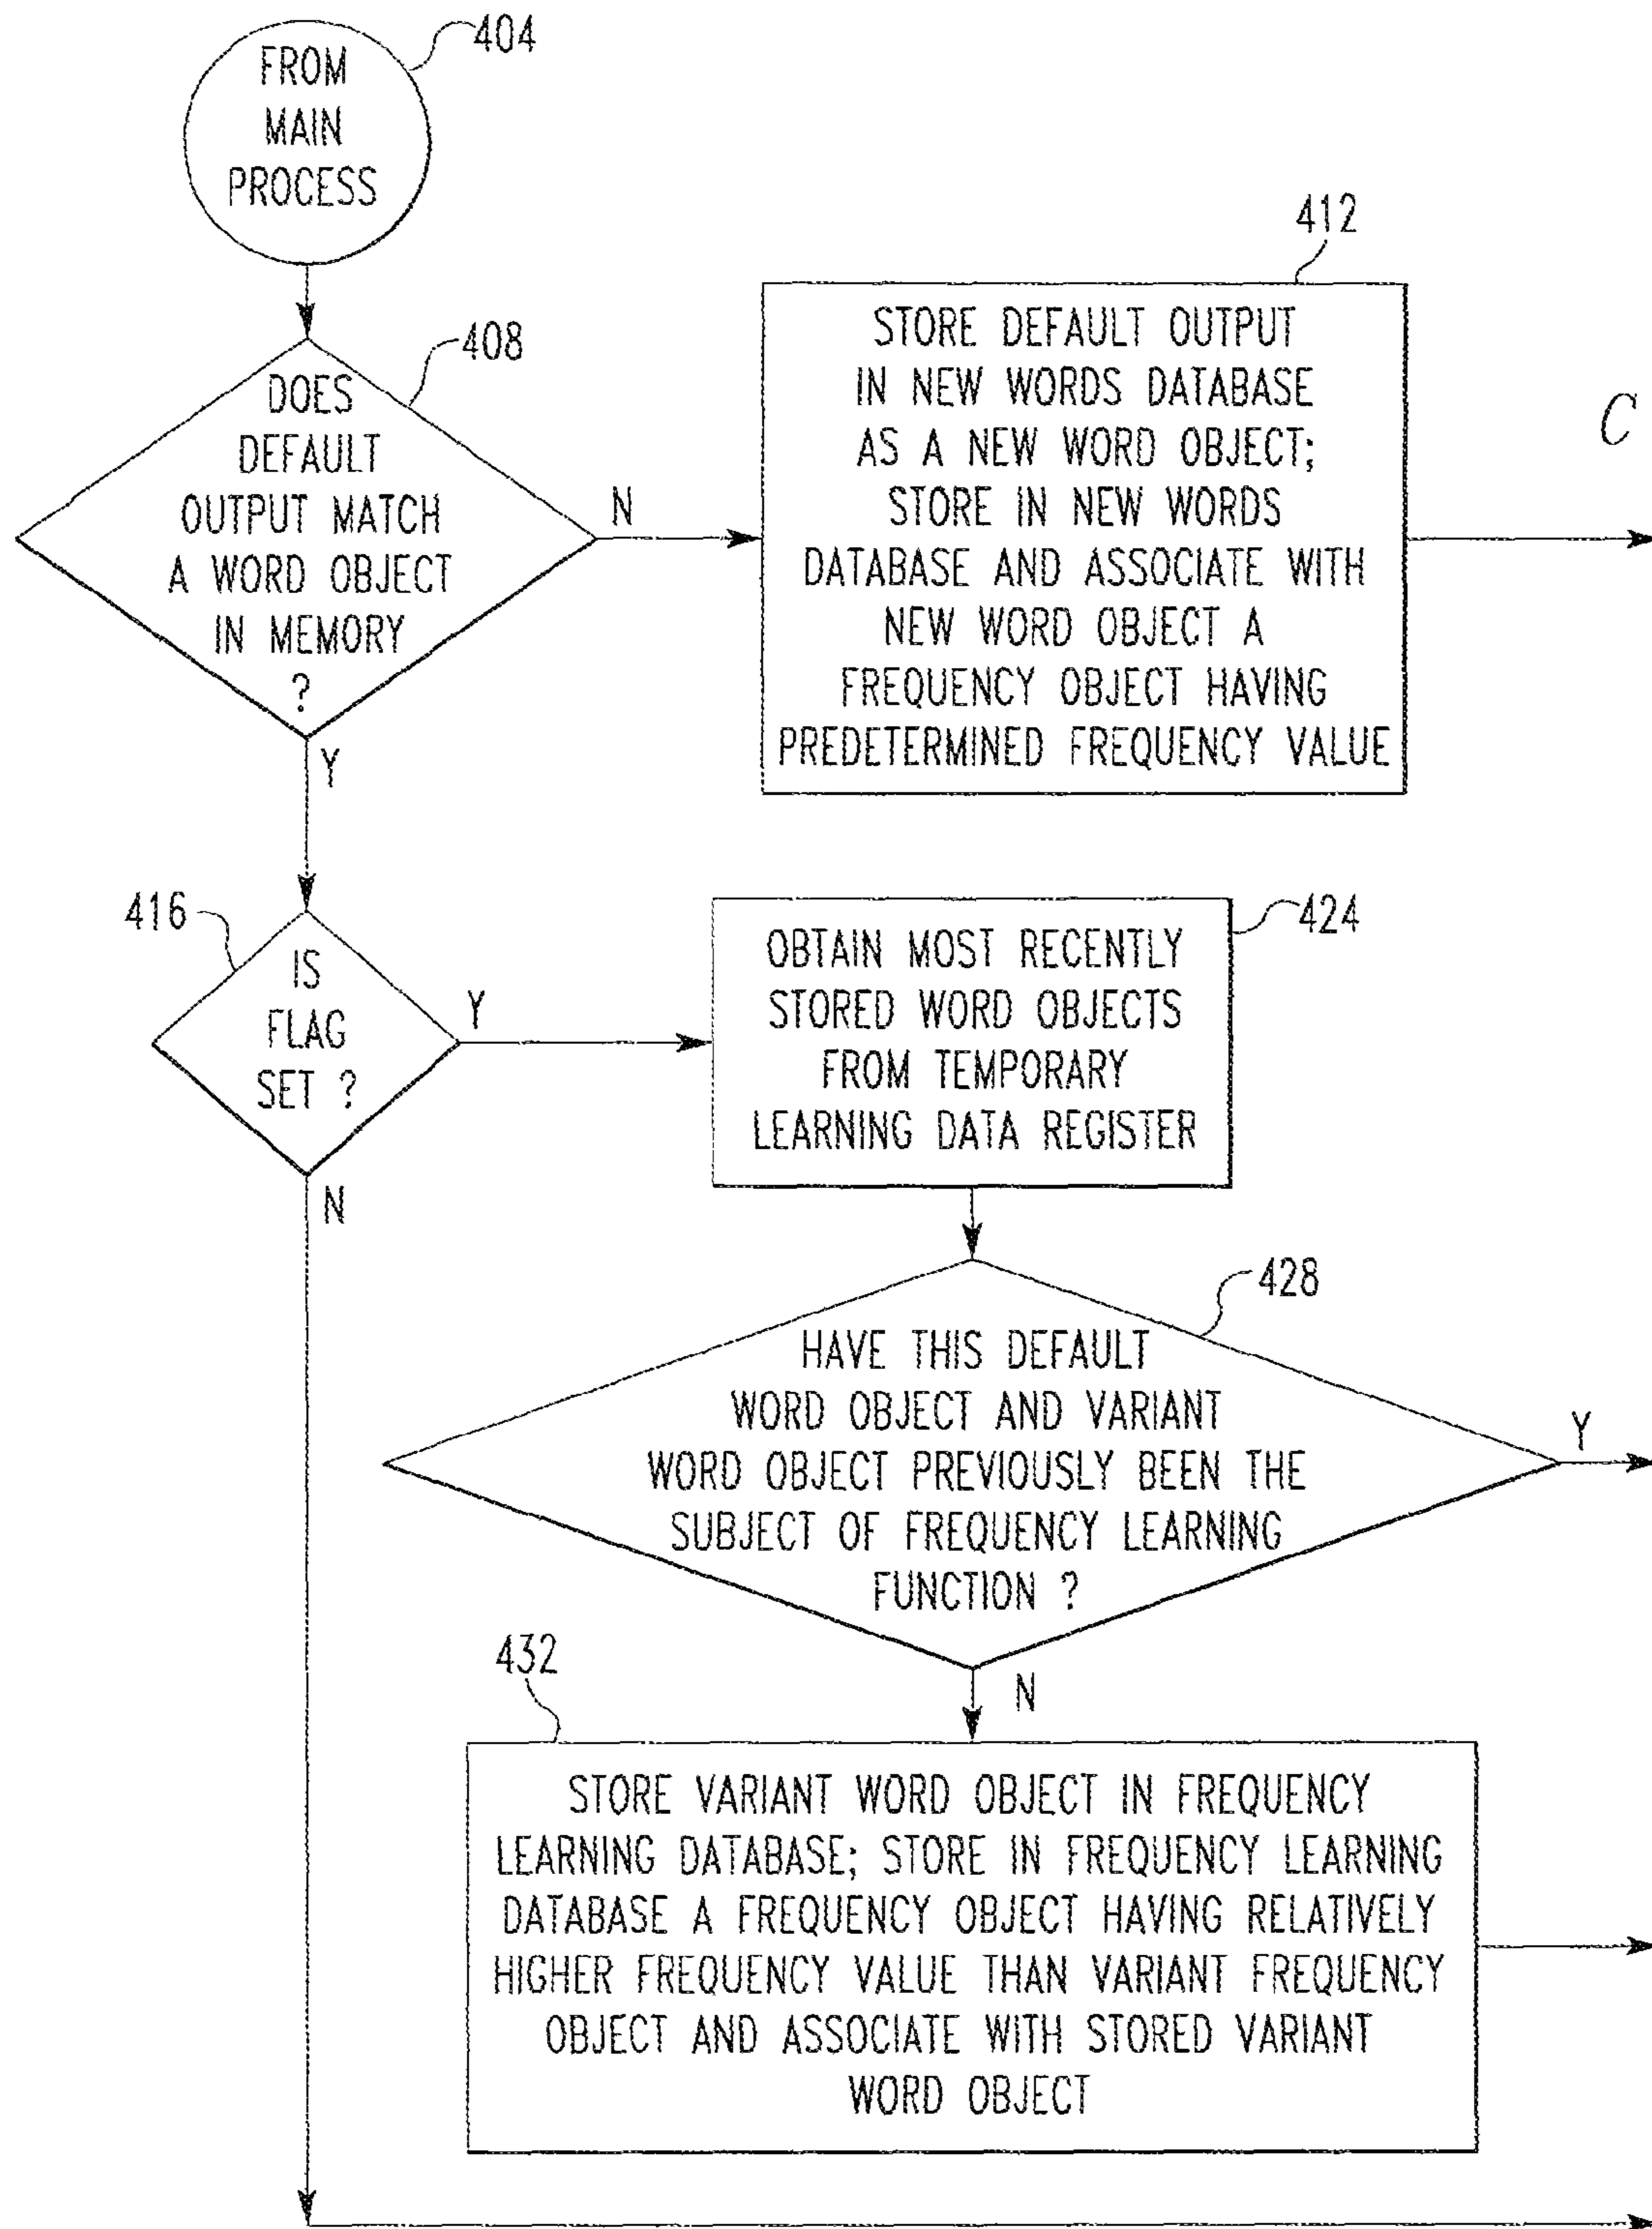 404
FROM
MAIN
PROCESS
408
DOES
DEFAULT
OUTPUT MATCH
A WORD OBJECT
IN MEMORY
?
N
Y
412
STORE DEFAULT OUTPUT
IN NEW WORDS DATABASE
AS A NEW WORD OBJECT;
STORE IN NEW WORDS
DATABASE AND ASSOCIATE WITH
NEW WORD OBJECT A
FREQUENCY OBJECT HAVING
PREDETERMINED FREQUENCY VALUE
C
416
IS
FLAG
SET ?
Y
N
424
OBTAIN MOST RECENTLY
STORED WORD OBJECTS
FROM TEMPORARY
LEARNING DATA REGISTER
428
HAVE THIS DEFAULT
WORD OBJECT AND VARIANT
WORD OBJECT PREVIOUSLY BEEN THE
SUBJECT OF FREQUENCY LEARNING
FUNCTION ?
Y
N
432
STORE VARIANT WORD OBJECT IN FREQUENCY
LEARNING DATABASE; STORE IN FREQUENCY LEARNING
DATABASE A FREQUENCY OBJECT HAVING RELATIVELY
HIGHER FREQUENCY VALUE THAN VARIANT FREQUENCY
OBJECT AND ASSOCIATE WITH STORED VARIANT
WORD OBJECT